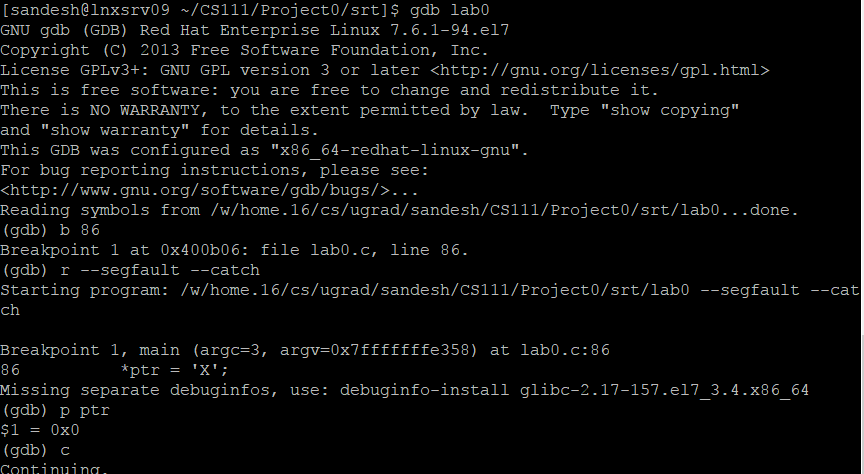 [sandesh@lnxsrv09 ~/CS111/Project0/srt]$ gdb lab0
GNU gdb (GDB) Red Hat Enterprise Linux 7.6.1-94.el7
Copyright (C) 2013 Free Software Foundation, Inc.
License GPLv3+: GNU GPL version 3 or later <http://gnu.org/licenses/gpl.html>
This is free software: you are free to change and redistribute it.
There is NO WARRANTY, to the extent permitted by law.  Type "show copying"
and "show warranty" for details.
This GDB was configured as "x86_64-redhat-linux-gnu".
For bug reporting instructions, please see:
<http://www.gnu.org/software/gdb/bugs/>...
Reading symbols from /w/home.16/cs/ugrad/sandesh/CS111/Project0/srt/lab0...done.
(gdb) b 86
Breakpoint 1 at 0x400b06: file lab0.c, line 86.
(gdb) r --segfault --catch
Starting program: /w/home.16/cs/ugrad/sandesh/CS111/Project0/srt/lab0 --segfault --cat
ch
Breakpoint 1, main (argc=3, argv=0x7fffffffe358) at lab0.c:86
86          *ptr = 'X';
Missing separate debuginfos, use: debuginfo-install glibc-2.17-157.el7_3.4.x86_64
(gdb) p ptr
$1 = 0x0
(gdb) c
Continuing.